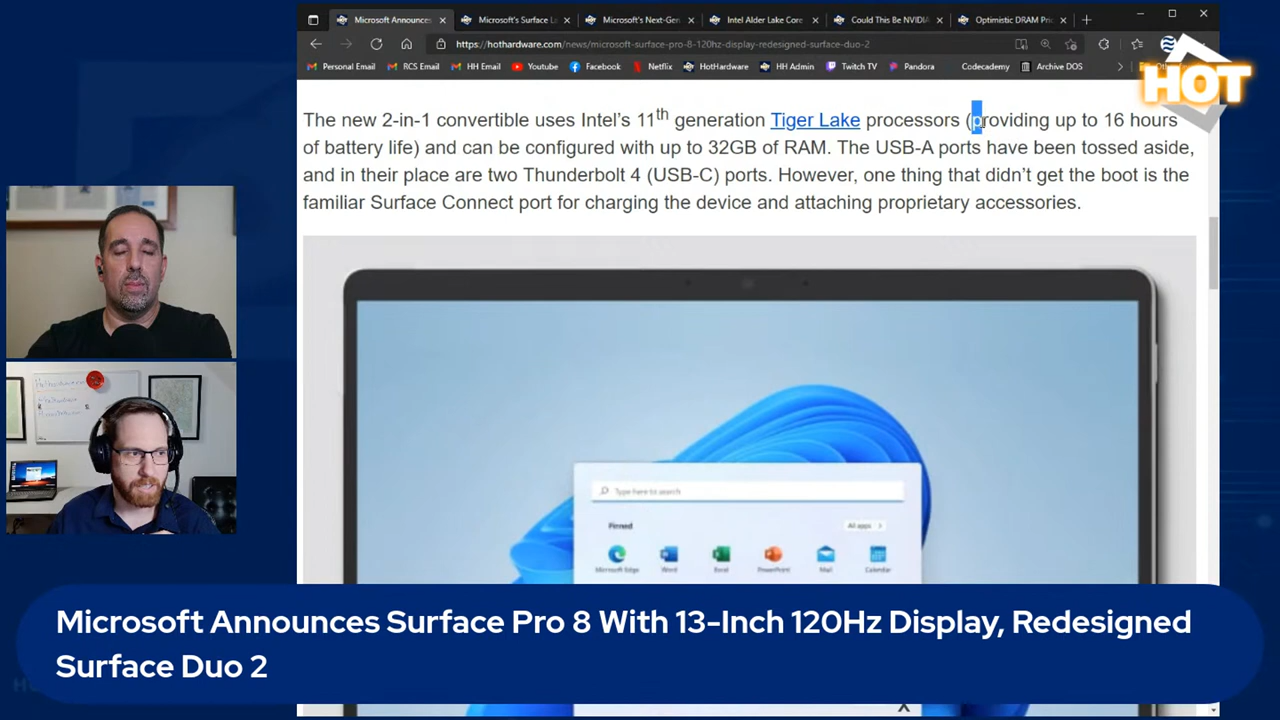 Microsoft Announces
Microsoft's Surface La
Microsoft's Next-Gen
Intel Alder Lake Core
Could This Be NVIDIA
Optimistic DRAM Pri
https://hothardware.com/news/microsoft-surface-pro-8-120hz-display-redesigned-surface-duo-2
Personal Email
RCS Email
HH Email
Youtube
Facebook
Netflix
HotHardware
HH Admin
Twitch TV
Pandora
Codecademy
Archive DOS
HOT
The new 2-in-1 convertible uses Intel's 11th generation Tiger Lake processors (providing up to 16 hours
of battery life) and can be configured with up to 32GB of RAM. The USB-A ports have been tossed aside,
and in their place are two Thunderbolt 4 (USB-C) ports. However, one thing that didn't get the boot is the
familiar Surface Connect port for charging the device and attaching proprietary accessories.
Type here to search
Pinned
All apps
Microsoft Edge
Word
Excel
PowerPoint
Mail
Calendar
Microsoft Announces Surface Pro 8 With 13-Inch 120Hz Display, Redesigned
Surface Duo 2